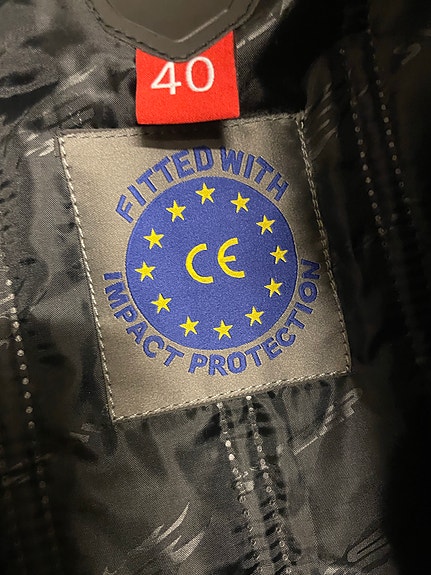 40
FITTED WITH
CE
IMPACT PROTECTION